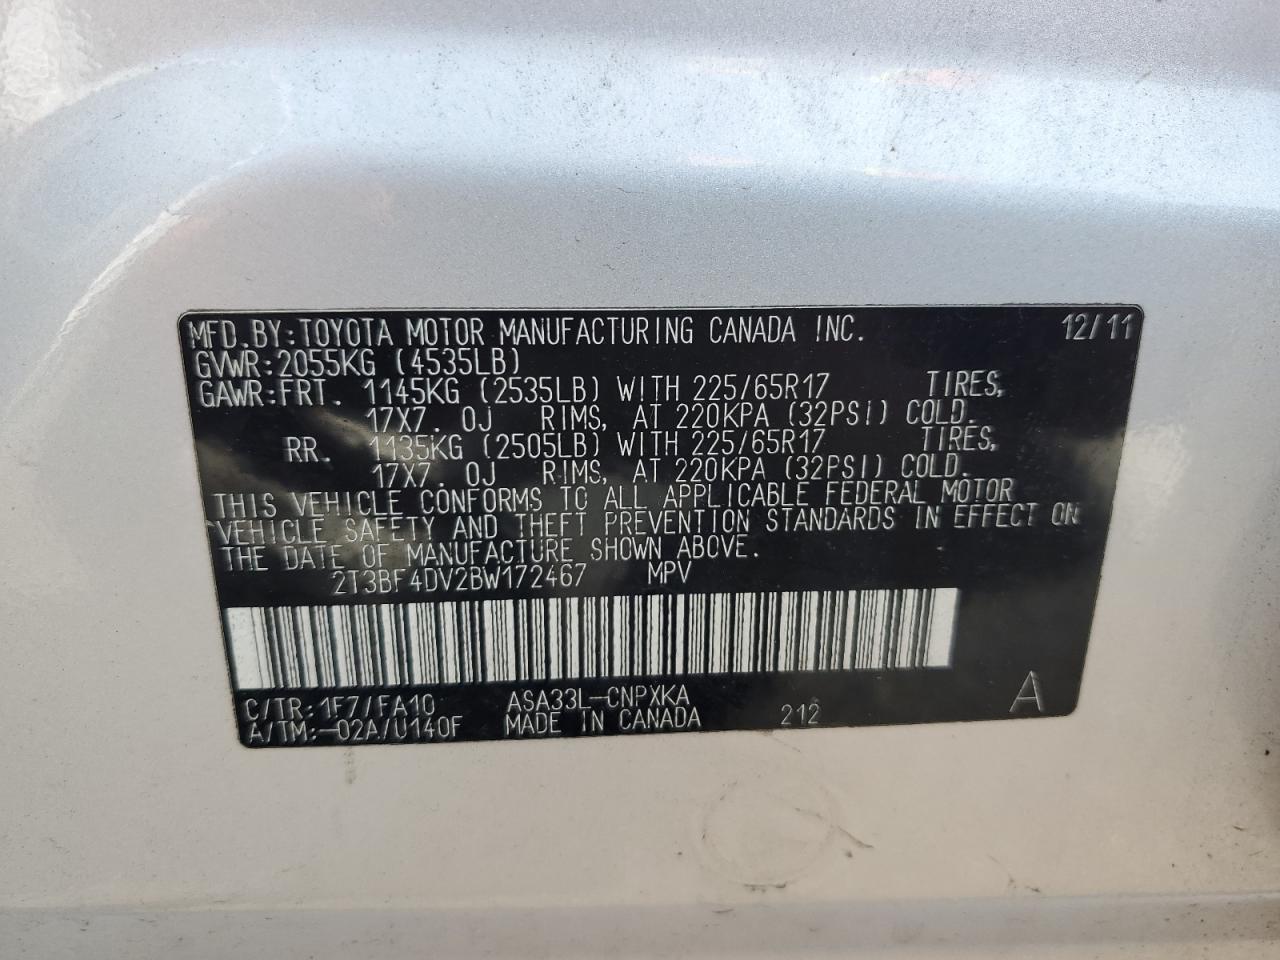 MFD.BY:TOYOTA MOTOR MANUFACTURING CANADA INC. 12/11
GVWR:2055KG (4535LB)
GAWR:FRT. 1145KG (2535LB) WITH 225/65R17 TIRES,
17X7.0J RIMS, AT 220KPA (32PSI) COLD.
RR. 1135KG (2505LB) WITH 225/65R17 TIRES,
17X7.0J RIMS, AT 220KPA (32PSI) COLD.
THIS VEHICLE CONFORMS TO ALL APPLICABLE FEDERAL MOTOR
VEHICLE SAFETY AND THEFT PREVENTION STANDARDS IN EFFECT ON
THE DATE OF MANUFACTURE SHOWN ABOVE.
2T3BF4DV2BW172467 MPV
C/TR:1F7/FA10 ASA33L-CNPXKA A
A/TM:-02A/U140F MADE IN CANADA 212